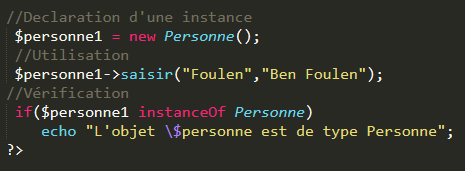 //Declaration d'une instance
$personne1 = new Personne();
//Utilisation
$personne1->saisir("Foulen","Ben Foulen");
//Vérification
if($personne1 instanceOf Personne)
echo "L'objet \$personne est de type Personne";
?>